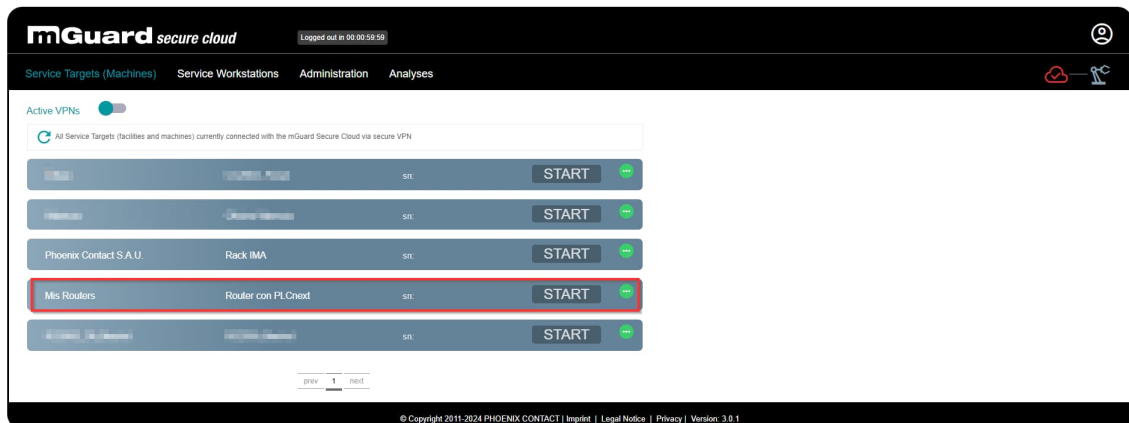 mGuard secure cloud Logged out in 00:00:59:59
Service Targets (Machines) Service Workstations Administration Analyses
Active VPNs
All Service Targets (facilities and machines) currently connected with the mGuard Secure Cloud via secure VPN
sn: START
sn: START
Phoenix Contact S.A.U. Rack IMA sn: START
Mis Routers Router con PLCnext sn: START
sn: START
prev 1 next
© Copyright 2011-2024 PHOENIX CONTACT | Imprint | Legal Notice | Privacy | Version: 3.0.1